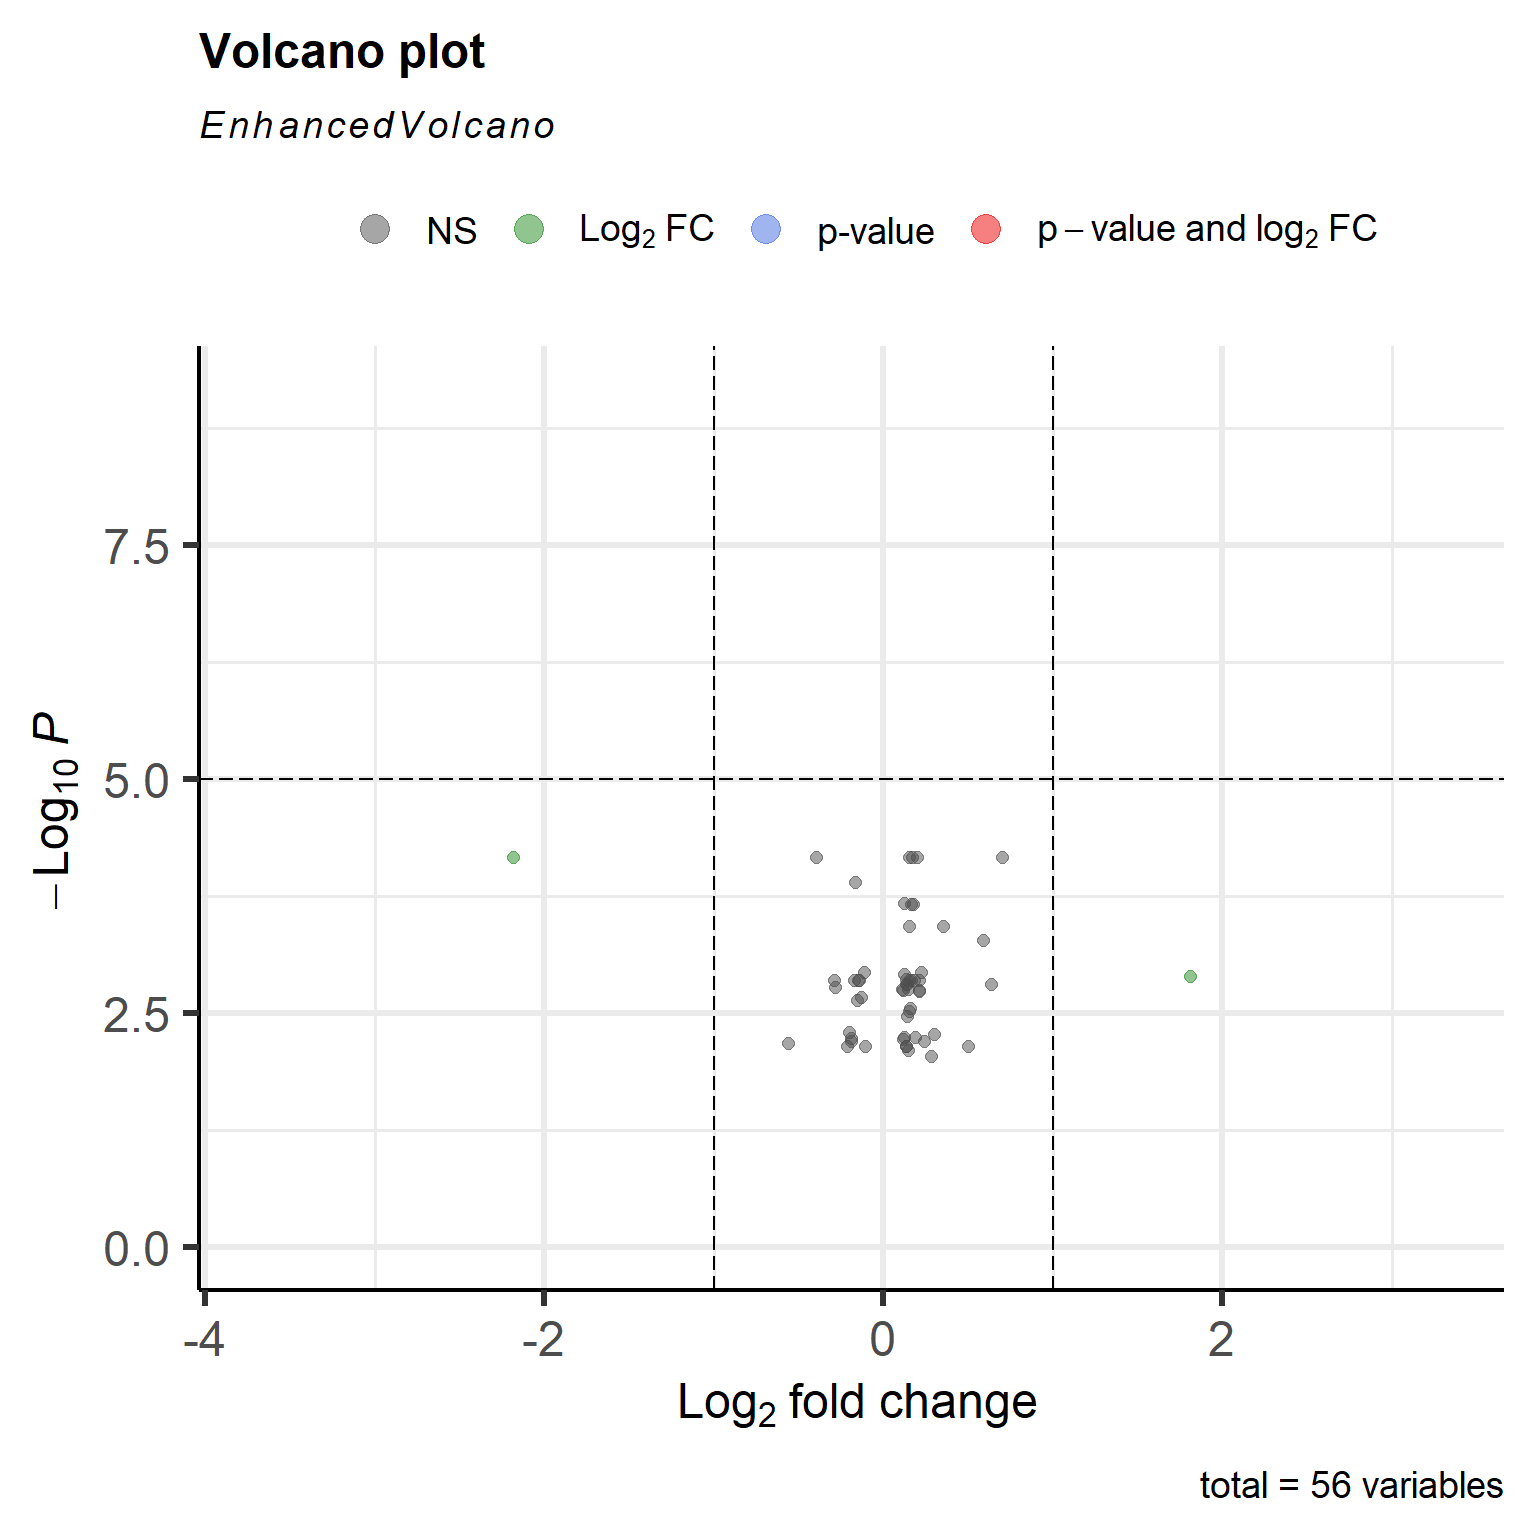 Volcano plot
EnhancedVolcano
NS Log₂ FC p-value p − value and log₂ FC
−Log₁₀ P
7.5
5.0
2.5
0.0
-4 -2 0 2
Log₂ fold change
total = 56 variables